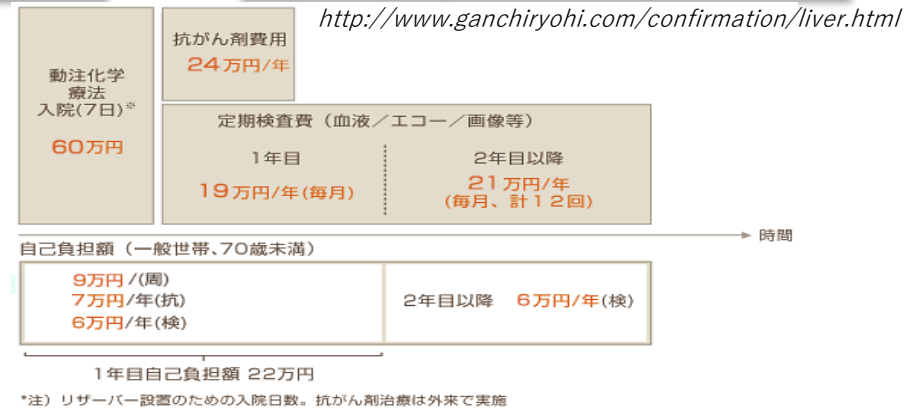 http://www.ganchiryohi.com/confirmation/liver.html
動注化学
療法
入院(7日)※
60万円
抗がん剤費用
24万円/年
定期検査費（血液／エコー／画像等）
1年目
19万円/年(毎月)
2年目以降
21万円/年
(毎月、計12回)
時間
自己負担額（一般世帯、70歳未満）
9万円/(周)
7万円/年(抗)
6万円/年(検)
2年目以降 6万円/年(検)
1年目自己負担額 22万円
*注）リザーバー設置のための入院日数。抗がん剤治療は外来で実施